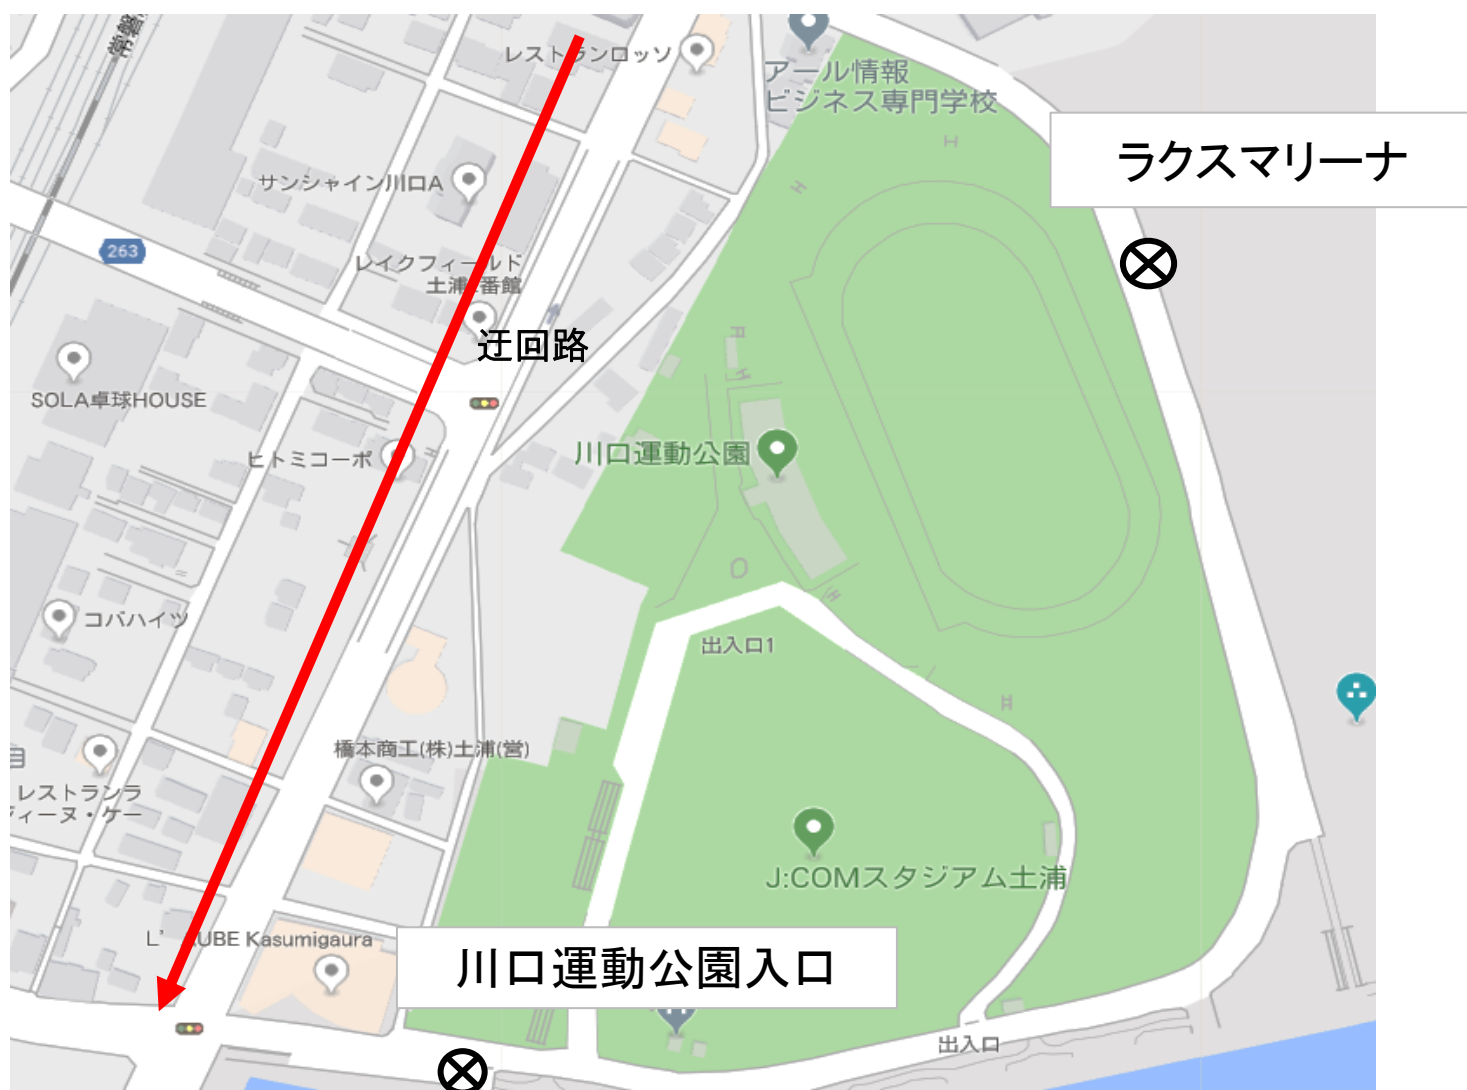 常磐
レストランロッソ
アール情報
ビジネス専門学校
ラクスマリーナ
サンシャイン川口A
263
レイクフィールド
土浦 番館
迂回路
SOLA卓球HOUSE
ヒトミコーポ
川口運動公園
コバハイツ
出入口1
橋本商工(株)土浦(営)
レストランラ
ディーヌ・ケー
J:COMスタジアム土浦
L' AUBE Kasumigaura
川口運動公園入口
出入口